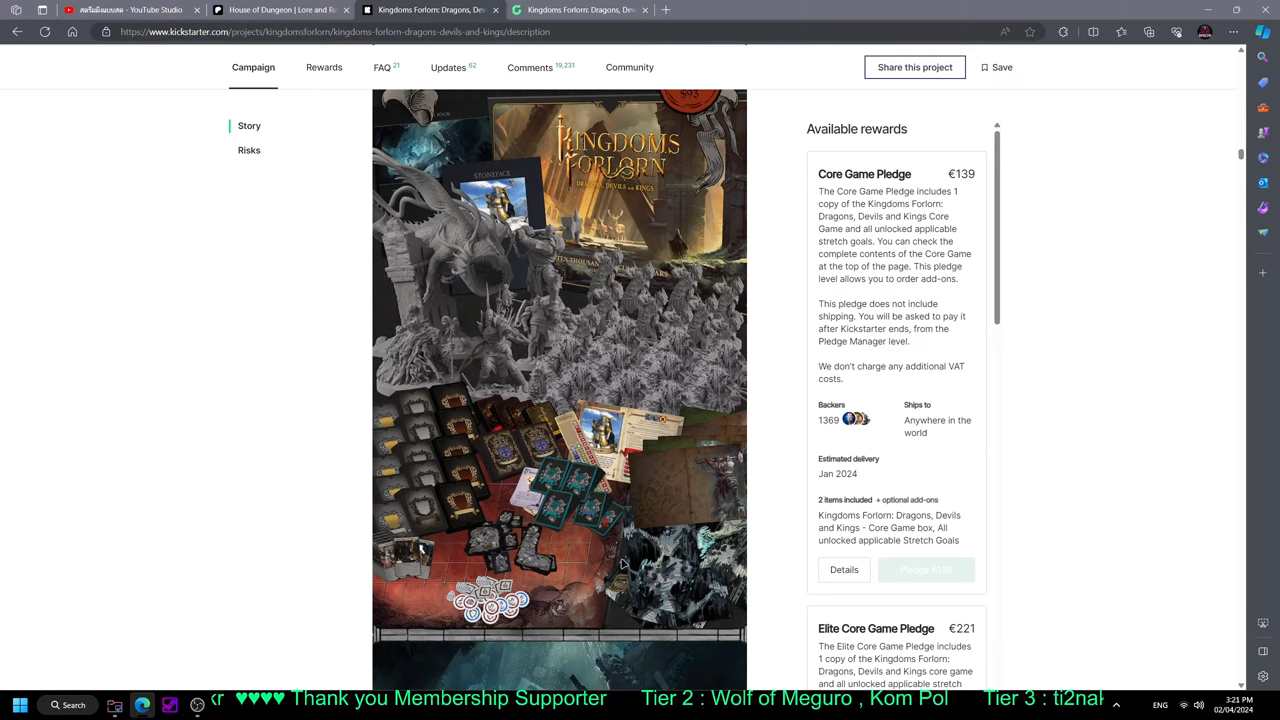 สตรีมมิ่งแบบสด - YouTube Studio
House of Dungeon | Lore and Re
Kingdoms Forlorn: Dragons, Dev
Kingdoms Forlorn: Dragons, Dev
https://www.kickstarter.com/projects/kingdomsforlorn/kingdoms-forlorn-dragons-devils-and-kings/description
Campaign
Rewards
FAQ 21
Updates 62
Comments 19,231
Community
Share this project
Save
Story
Risks
KINGDOMS
FORLORN
DRAGONS, DEVILS AND KINGS
STONEFACE
Available rewards
Core Game Pledge €139
The Core Game Pledge includes 1
copy of the Kingdoms Forlorn:
Dragons, Devils and Kings Core
Game and all unlocked applicable
stretch goals. You can check the
complete contents of the Core Game
at the top of the page. This pledge
level allows you to order add-ons.
This pledge does not include
shipping. You will be asked to pay it
after Kickstarter ends, from the
Pledge Manager level.
We don't charge any additional VAT
costs.
Backers
1369
Ships to
Anywhere in the
world
Estimated delivery
Jan 2024
2 items included + optional add-ons
Kingdoms Forlorn: Dragons, Devils
and Kings - Core Game box, All
unlocked applicable Stretch Goals
Details
Pledge €139
Elite Core Game Pledge €221
The Elite Core Game Pledge includes
1 copy of the Kingdoms Forlorn:
Dragons, Devils and Kings core game
and all unlocked applicable stretch
kr ♥♥♥♥ Thank you Membership Supporter Tier 2 : Wolf of Meguro , Kom Pol Tier 3 : ti2nak
Search
ENG
3:21 PM
02/04/2024